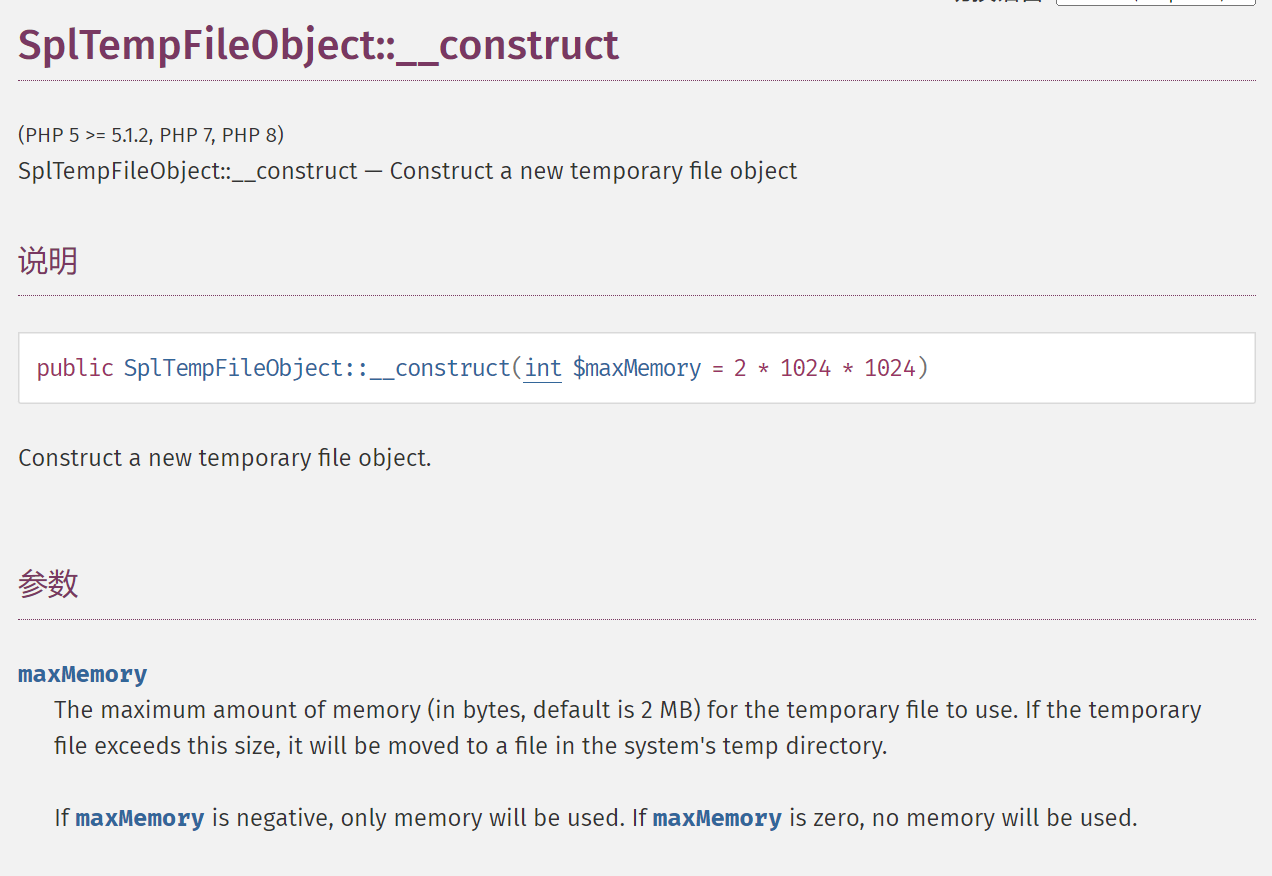 SplTempFileObject::__construct
(PHP 5 >= 5.1.2, PHP 7, PHP 8)
SplTempFileObject::__construct — Construct a new temporary file object
说明
public SplTempFileObject::__construct(int $maxMemory = 2 * 1024 * 1024)
Construct a new temporary file object.
参数
maxMemory
The maximum amount of memory (in bytes, default is 2 MB) for the temporary file to use. If the temporary
file exceeds this size, it will be moved to a file in the system's temp directory.
If maxMemory is negative, only memory will be used. If maxMemory is zero, no memory will be used.